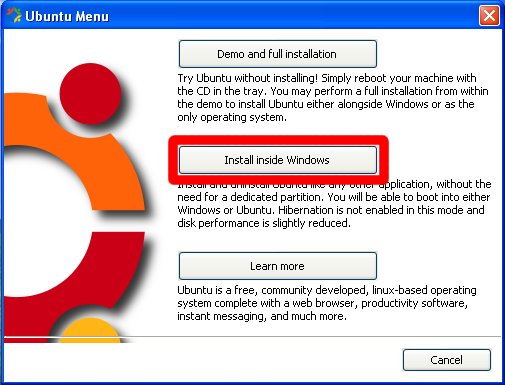 Ubuntu Menu
Demo and full installation
Try Ubuntu without installing! Simply reboot your machine with
the CD in the tray. You may perform a full installation from within
the demo to install Ubuntu either alongside Windows or as the
only operating system.
Install inside Windows
Install and uninstall Ubuntu like any other application, without the
need for a dedicated partition. You will be able to boot into either
Windows or Ubuntu. Hibernation is not enabled in this mode and
disk performance is slightly reduced.
Learn more
Ubuntu is a free, community developed, linux-based operating
system complete with a web browser, productivity software,
instant messaging, and much more.
Cancel